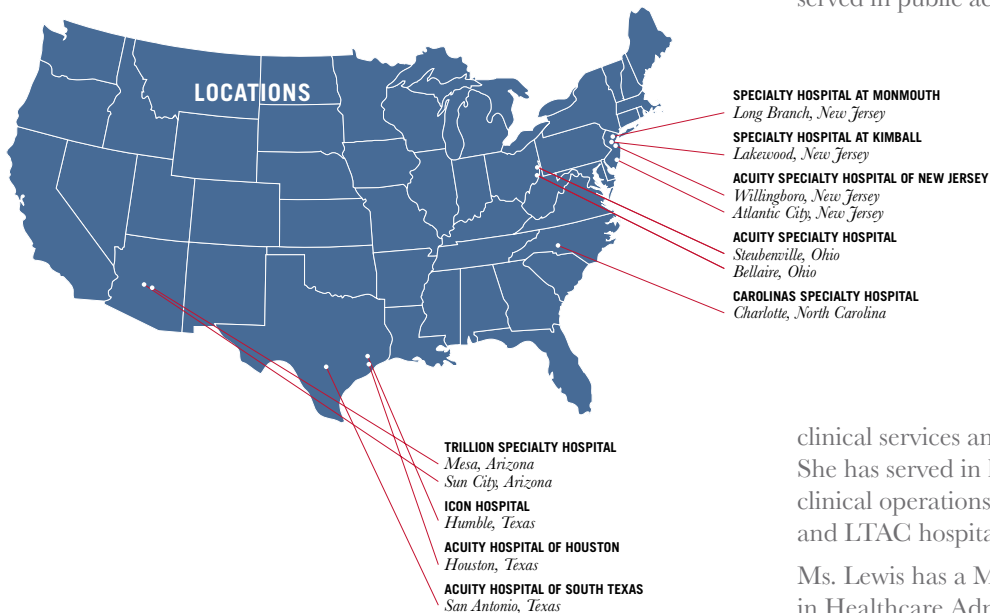 served in public
LOCATIONS
SPECIALTY HOSPITAL AT MONMOUTH
Long Branch, New Jersey
SPECIALTY HOSPITAL AT KIMBALL
Lakewood, New Jersey
ACUITY SPECIALTY HOSPITAL OF NEW JERSEY
Willingboro, New Jersey
Atlantic City, New Jersey
ACUITY SPECIALTY HOSPITAL
Steubenville, Ohio
Bellaire, Ohio
CAROLINAS SPECIALTY HOSPITAL
Charlotte, North Carolina
TRILLION SPECIALTY HOSPITAL
Mesa, Arizona
Sun City, Arizona
ICON HOSPITAL
Humble, Texas
ACUITY HOSPITAL OF HOUSTON
Houston, Texas
ACUITY HOSPITAL OF SOUTH TEXAS
San Antonio, Texas
clinical services
She has served in
clinical operations
and LTAC
Ms. Lewis has a
in Healthcare